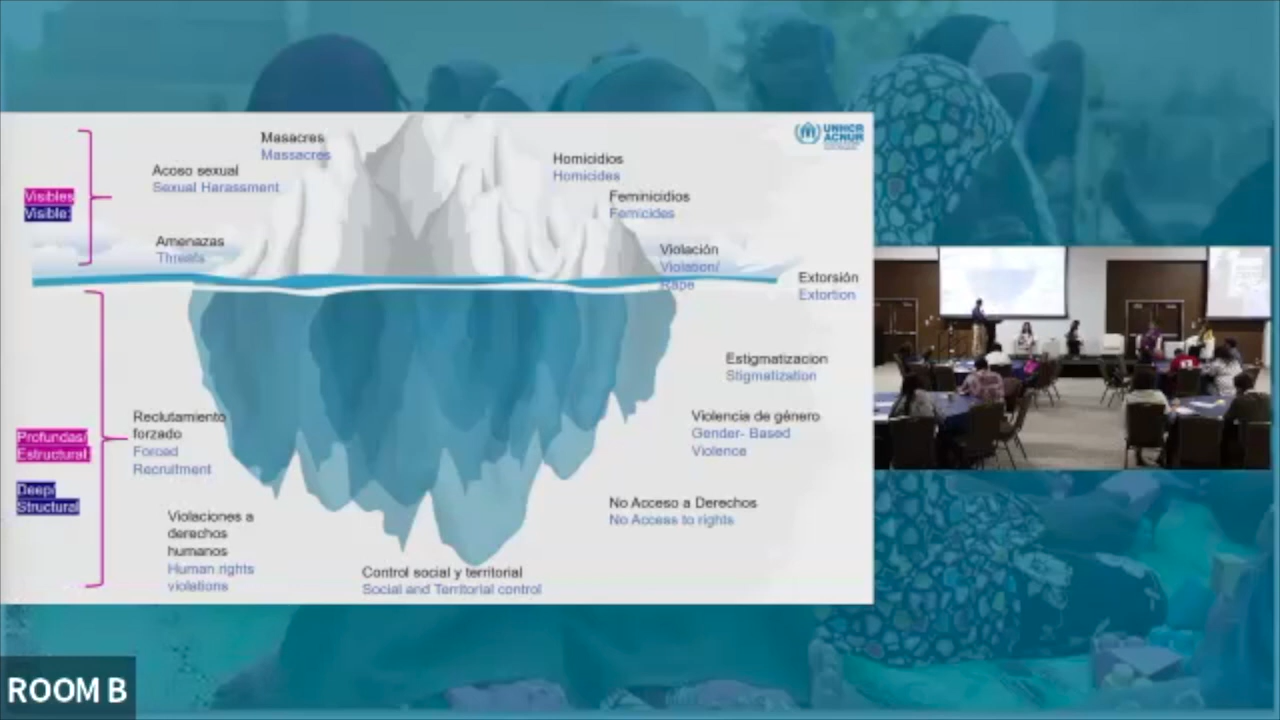 Masacres
Massacres
UNHCR
ACNUR
Homicidios
Homicides
Acoso sexual
Sexual Harassment
Visibles
Visible:
Feminicidios
Femicides
Amenazas
Threats
Violación
Violation/
Rape
Extorsión
Extortion
Estigmatizacion
Stigmatization
Reclutamiento
forzado
Forced
Recruitment
Violencia de género
Gender- Based
Violence
Profundas/
Estructural:
Deep/
Structural
No Acceso a Derechos
No Access to rights
Violaciones a
derechos
humanos
Human rights
violations
Control social y territorial
Social and Territorial control
ROOM B